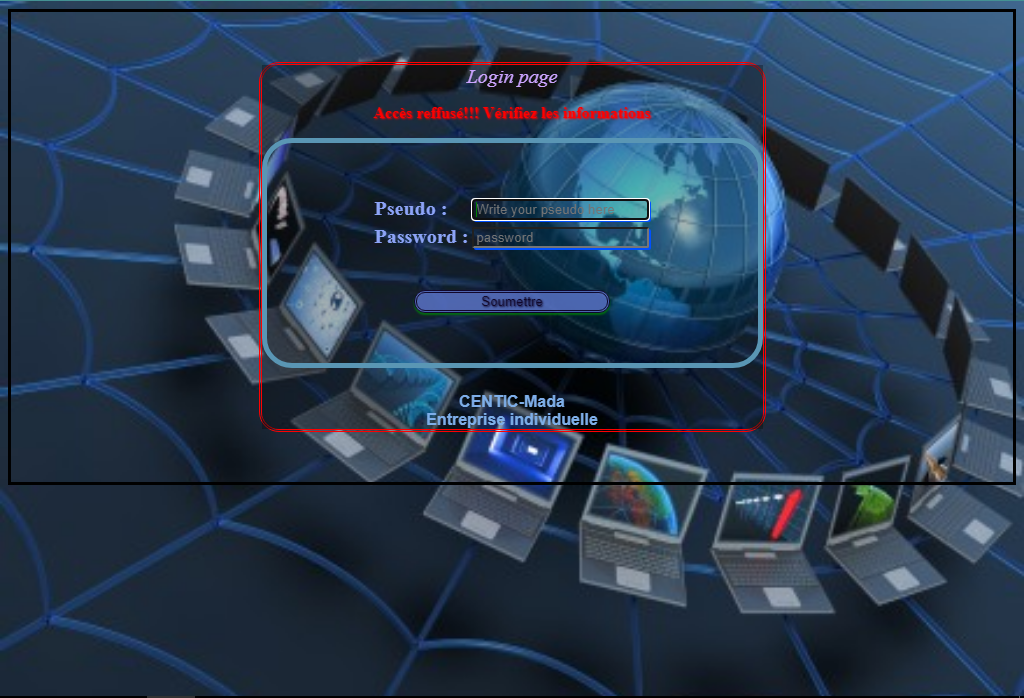 Login page
Accès reffusé!!! Vérifiez les informations
Pseudo : Write your pseudo here
Password : password
Soumettre
CENTIC-Mada
Entreprise individuelle